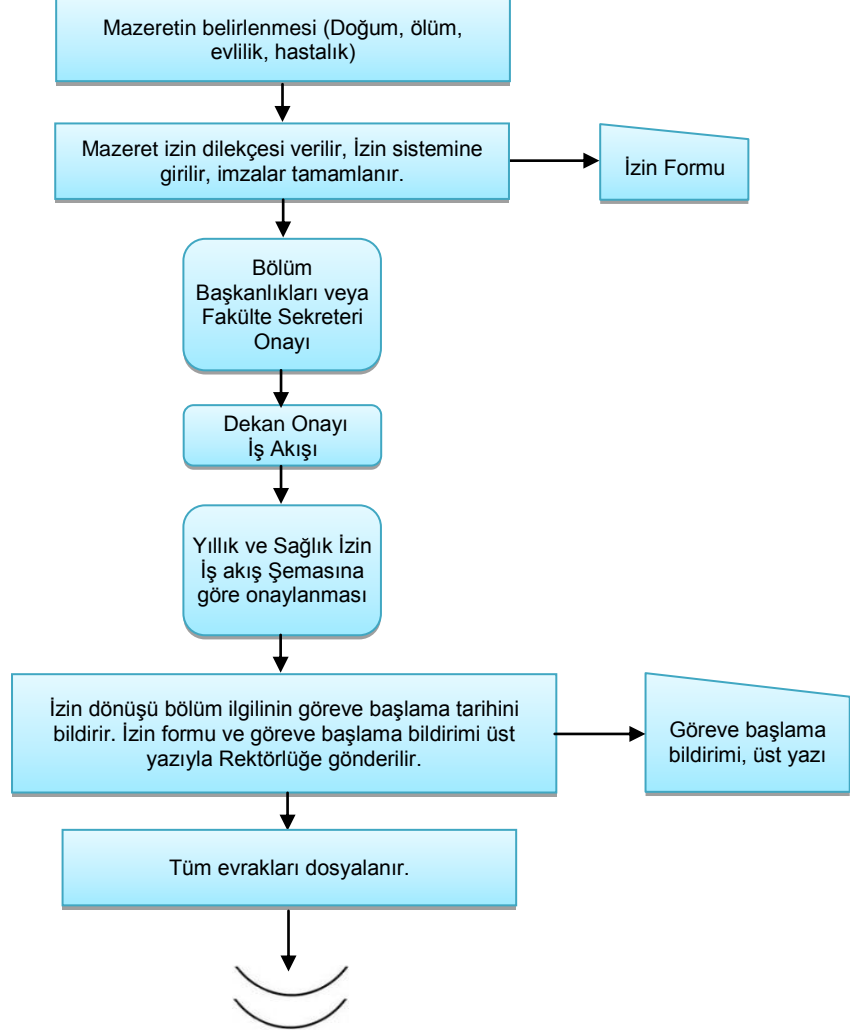 Mazeretin belirlenmesi (Doğum, ölüm,
evlilik, hastalık)
Mazeret izin dilekçesi verilir, İzin sistemine
girilir, imzalar tamamlanır.
İzin Formu
Bölüm
Başkanlıkları veya
Fakülte Sekreteri
Onayı
Dekan Onayı
İş Akışı
Yıllık ve Sağlık İzin
İş akış Şemasına
göre onaylanması
İzin dönüşü bölüm ilgilinin göreve başlama tarihini
bildirir. İzin formu ve göreve başlama bildirimi üst
yazıyla Rektörlüğe gönderilir.
Göreve başlama
bildirimi, üst yazı
Tüm evrakları dosyalanır.